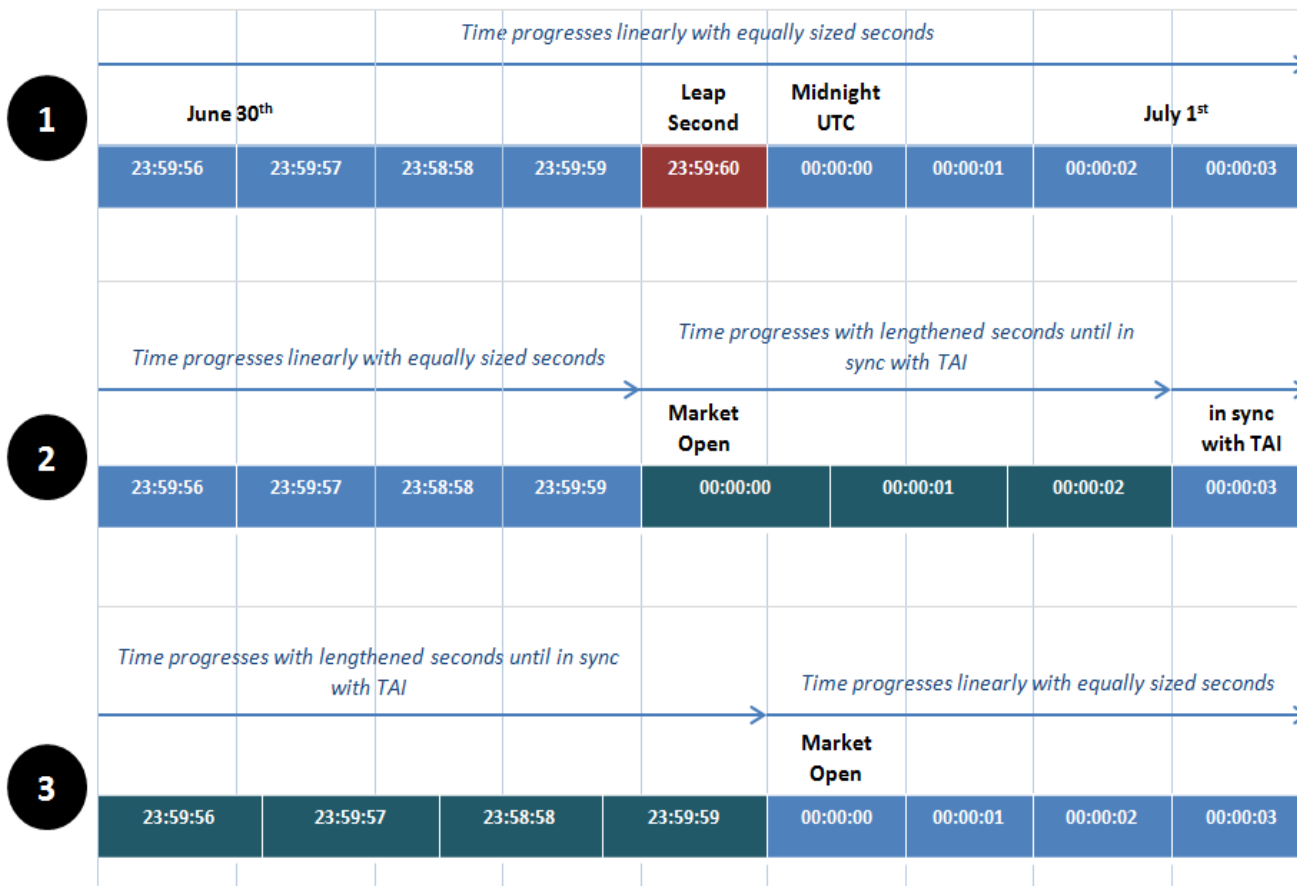 Time progresses linearly with equally sized seconds
1
June 30th
Leap
Second
Midnight
UTC
July 1st
23:59:56 23:59:57 23:58:58 23:59:59 23:59:60 00:00:00 00:00:01 00:00:02 00:00:03
Time progresses linearly with equally sized seconds
Time progresses with lengthened seconds until in
sync with TAI
2
Market
Open
in sync
with TAI
23:59:56 23:59:57 23:58:58 23:59:59 00:00:00 00:00:01 00:00:02 00:00:03
Time progresses with lengthened seconds until in sync
with TAI
Time progresses linearly with equally sized seconds
3
Market
Open
23:59:56 23:59:57 23:58:58 23:59:59 00:00:00 00:00:01 00:00:02 00:00:03